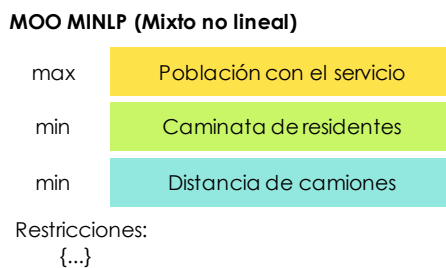 MOO MINLP (Mixto no lineal)
max Población con el servicio
min Caminata de residentes
min Distancia de camiones
Restricciones:
{...}